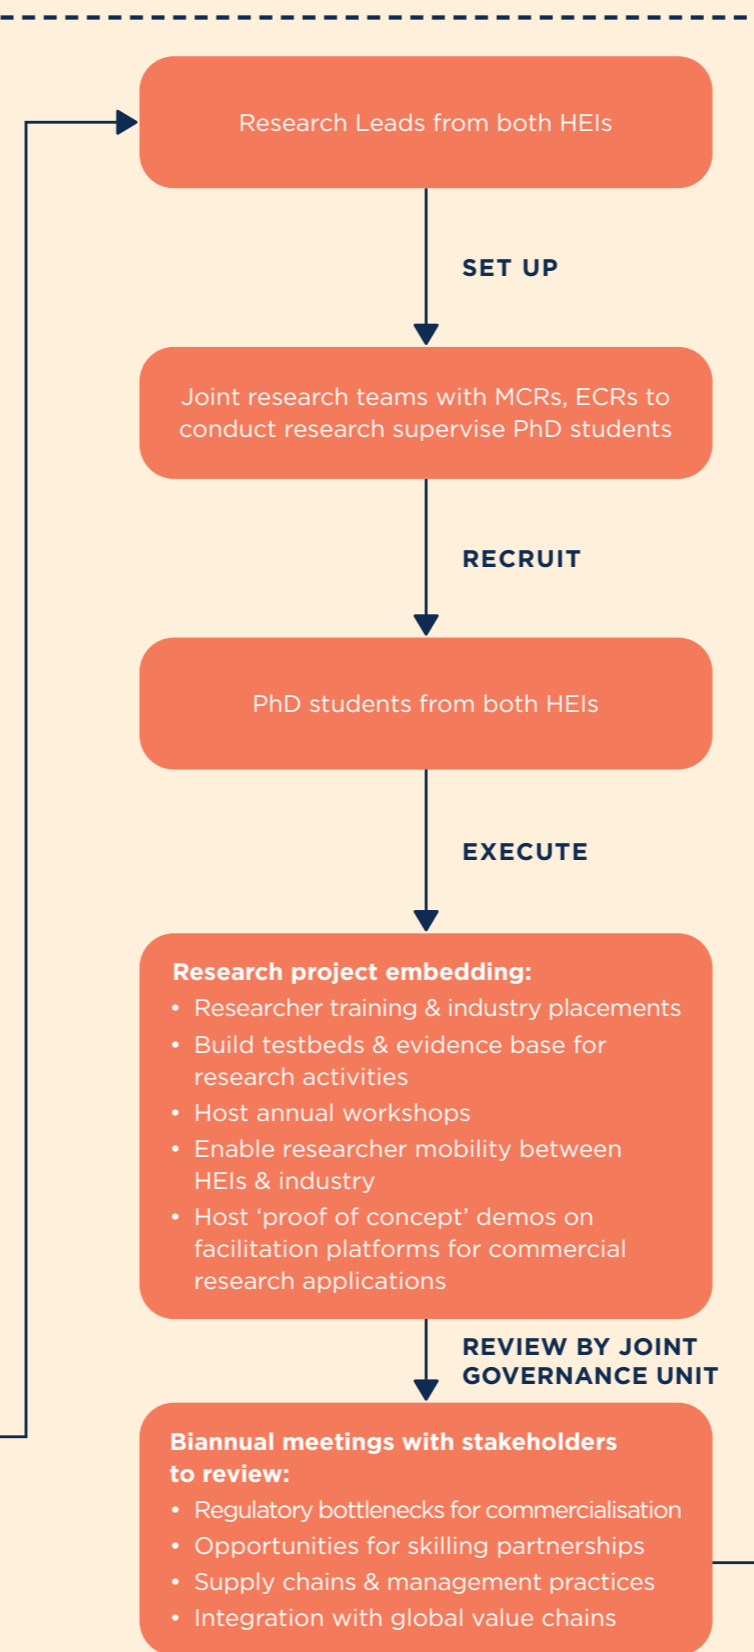 Research Leads from both HEIs
SET UP
Joint research teams with MCRs, ECRs to
conduct research supervise PhD students
RECRUIT
PhD students from both HEIs
EXECUTE
Research project embedding:
• Researcher training & industry placements
• Build testbeds & evidence base for
research activities
• Host annual workshops
• Enable researcher mobility between
HEIs & industry
• Host ‘proof of concept’ demos on
facilitation platforms for commercial
research applications
REVIEW BY JOINT
GOVERNANCE UNIT
Biannual meetings with stakeholders
to review:
• Regulatory bottlenecks for commercialisation
• Opportunities for skilling partnerships
• Supply chains & management practices
• Integration with global value chains